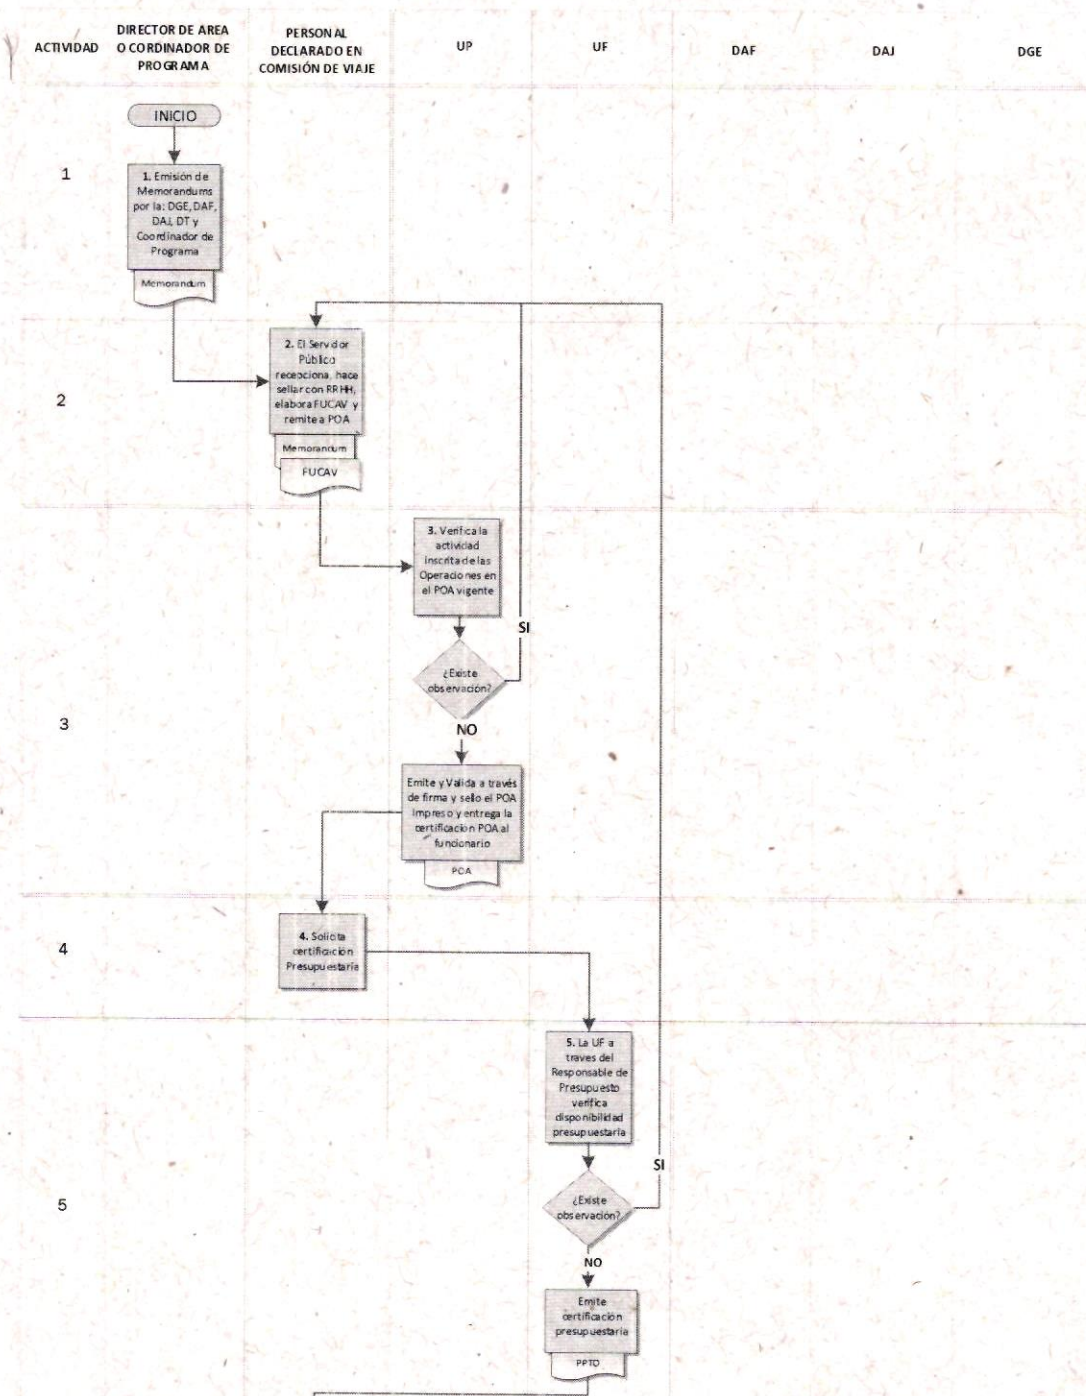 ACTIVIDAD
DIRECTOR DE AREA
O CORDINADOR DE
PROGRAMA
PERSONAL
DECLARADO EN
COMISIÓN DE VIAJE
UP
UF
DAF
DAJ
DGE
INICIO
1
1. Emisión de
Memorandums
por la: DGE, DAF,
DAJ, DT y
Coordinador de
Programa
Memorandum
2
2. El Servidor
Público
recepciona, hace
sellar con RRHH,
elabora FUCAV y
remite a POA
Memorandum
FUCAV
3. Verifica la
actividad
inscrita de las
Operaciones en
el POA vigente
SI
¿Existe
observación?
3
NO
Emite y Valida a través
de firma y sello el POA
Impreso y entrega la
certificación POA al
funcionario
POA
4
4. Solicita
certificación
Presupuestaria
5. La UF a
traves del
Responsable de
Presupuesto
verifica
disponibilidad
presupuestaria
SI
5
¿Existe
observación?
NO
Emite
certificación
presupuestaria
PPTO